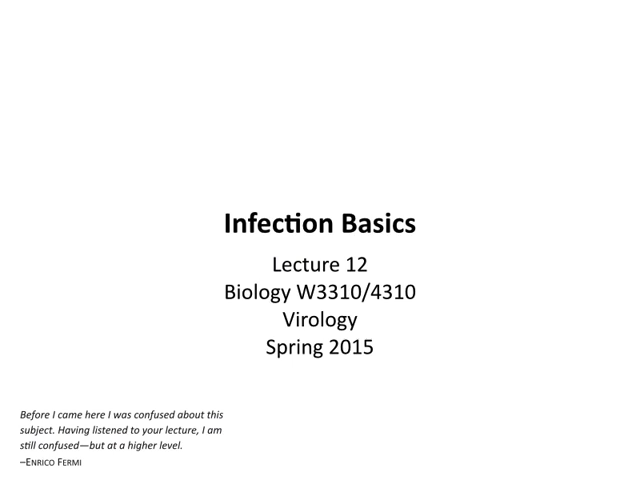 Infection Basics
Lecture 12
Biology W3310/4310
Virology
Spring 2015
Before I came here I was confused about this
subject. Having listened to your lecture, I am
still confused—but at a higher level.
–ENRICO FERMI